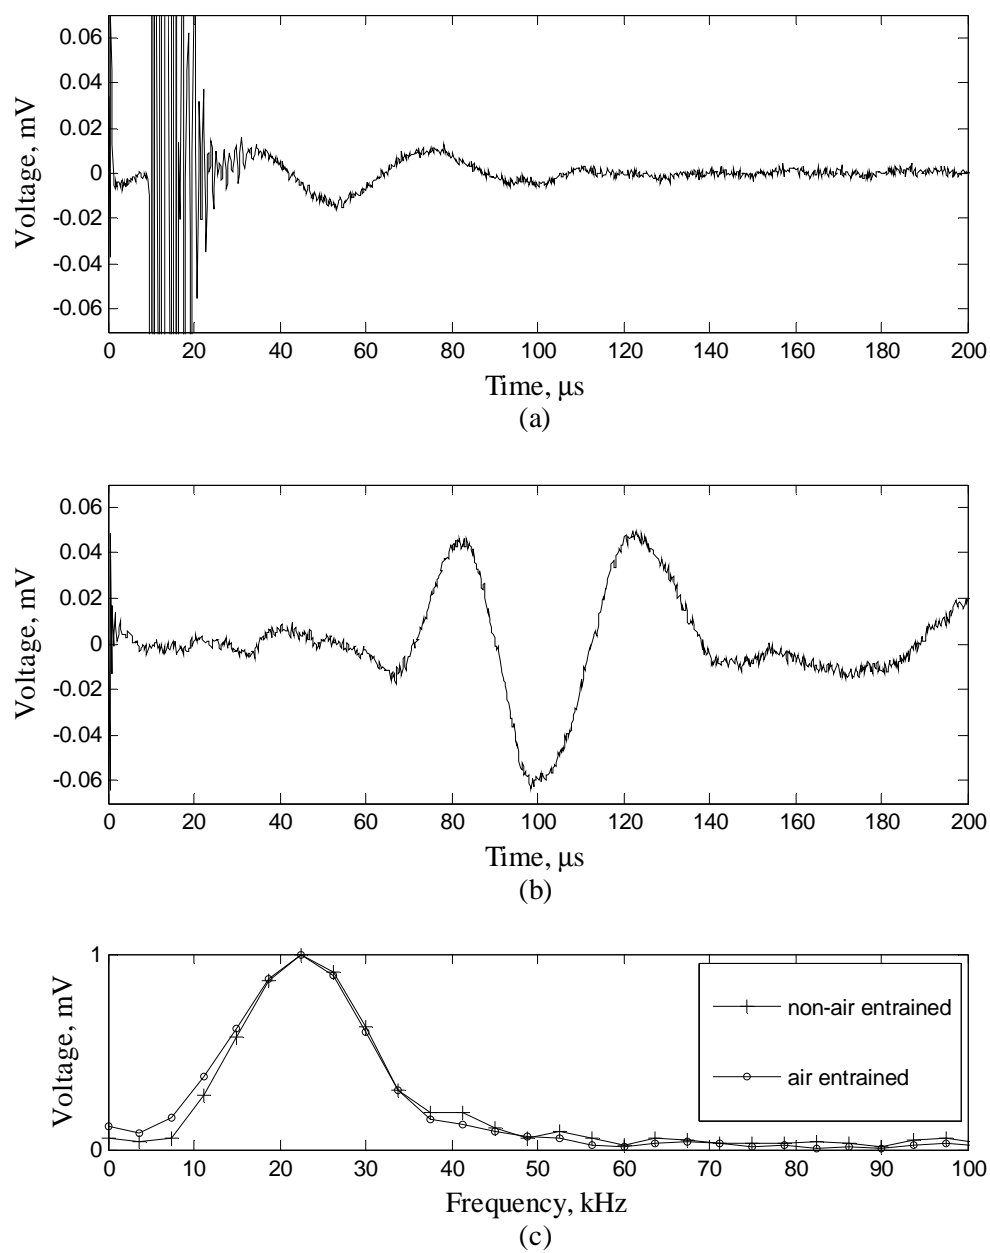 0.06
0.04
0.02
0
-0.02
-0.04
-0.06
Voltage, mV
0 20 40 60 80 100 120 140 160 180 200
Time, μs
(a)
0.06
0.04
0.02
0
-0.02
-0.04
-0.06
Voltage, mV
0 20 40 60 80 100 120 140 160 180 200
Time, μs
(b)
1
0
Voltage, mV
non-air entrained
air entrained
0 10 20 30 40 50 60 70 80 90 100
Frequency, kHz
(c)